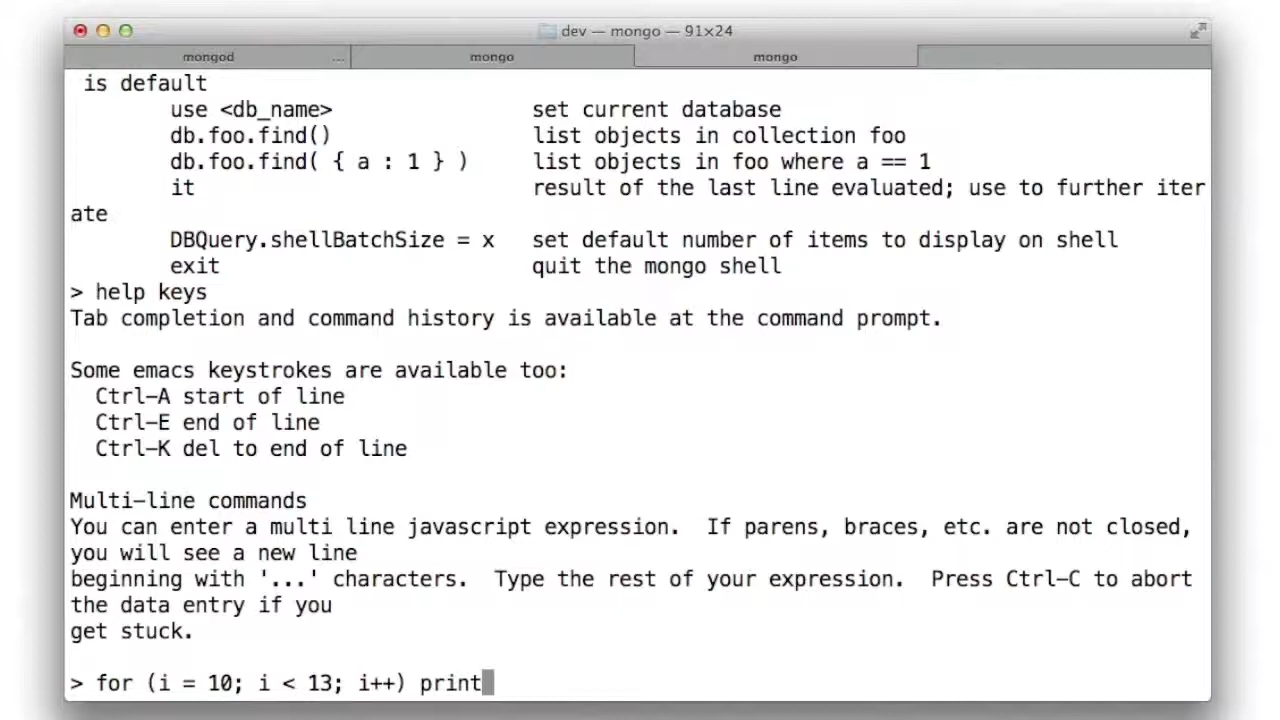 dev — mongo — 91×24
mongod ... mongo mongo
is default
use <db_name> set current database
db.foo.find() list objects in collection foo
db.foo.find( { a : 1 } ) list objects in foo where a == 1
it result of the last line evaluated; use to further iter
ate
DBQuery.shellBatchSize = x set default number of items to display on shell
exit quit the mongo shell
> help keys
Tab completion and command history is available at the command prompt.
Some emacs keystrokes are available too:
Ctrl-A start of line
Ctrl-E end of line
Ctrl-K del to end of line
Multi-line commands
You can enter a multi line javascript expression.  If parens, braces, etc. are not closed,
you will see a new line
beginning with '...' characters.  Type the rest of your expression.  Press Ctrl-C to abort
the data entry if you
get stuck.
> for (i = 10; i < 13; i++) print